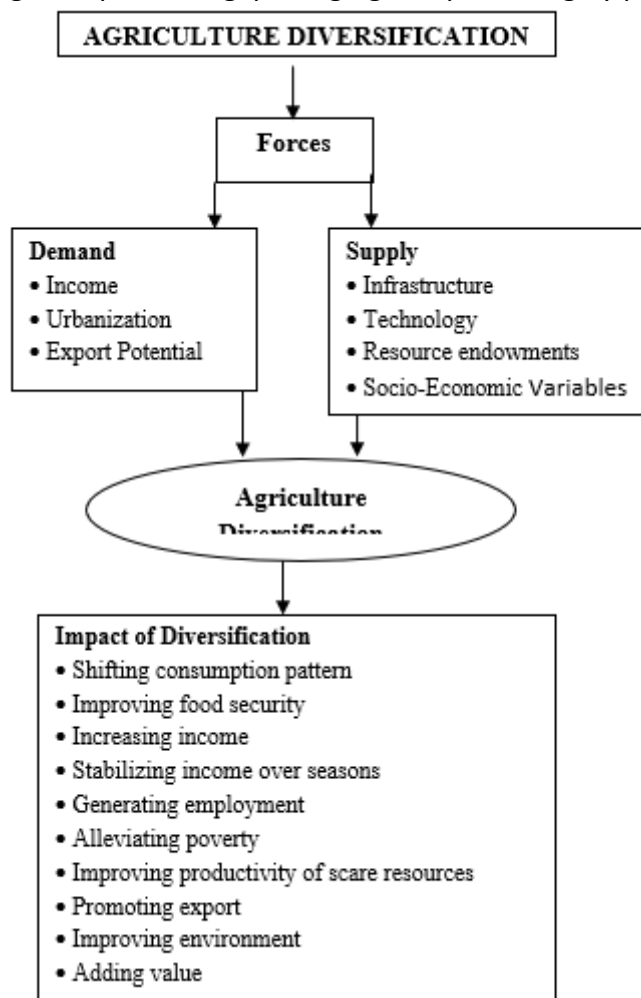 AGRICULTURE DIVERSIFICATION
Forces
Demand
• Income
• Urbanization
• Export Potential
Supply
• Infrastructure
• Technology
• Resource endowments
• Socio-Economic Variables
Agriculture
Diversification
Impact of Diversification
• Shifting consumption pattern
• Improving food security
• Increasing income
• Stabilizing income over seasons
• Generating employment
• Alleviating poverty
• Improving productivity of scare resources
• Promoting export
• Improving environment
• Adding value